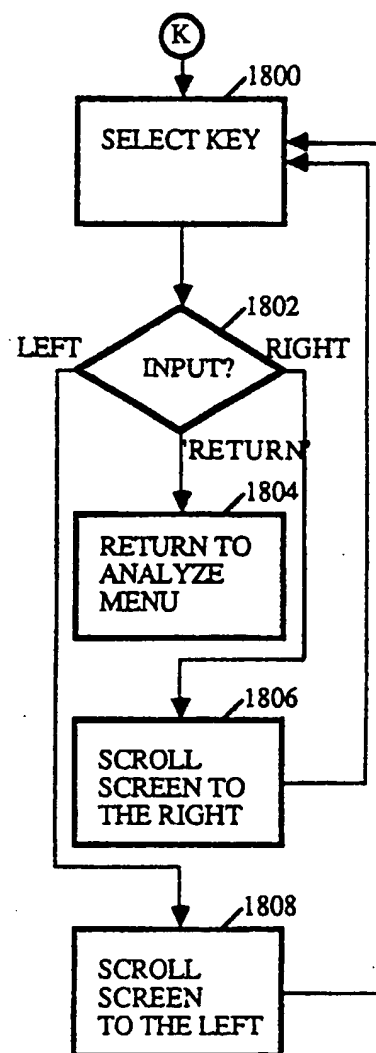 K
1800
SELECT KEY
1802
LEFT
INPUT?
RIGHT
'RETURN'
1804
RETURN TO
ANALYZE
MENU
1806
SCROLL
SCREEN TO
THE RIGHT
1808
SCROLL
SCREEN
TO THE LEFT